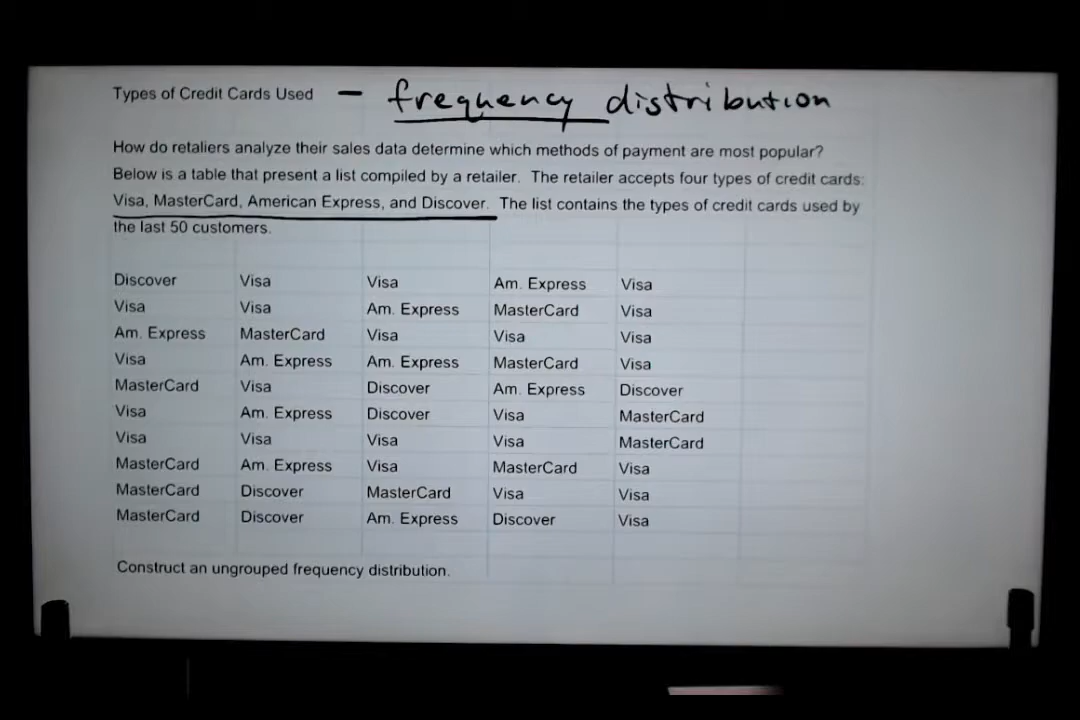 Types of Credit Cards Used – frequency distribution
How do retaliers analyze their sales data determine which methods of payment are most popular?
Below is a table that present a list compiled by a retailer. The retailer accepts four types of credit cards:
Visa, MasterCard, American Express, and Discover. The list contains the types of credit cards used by
the last 50 customers.
Discover Visa Visa Am. Express Visa
Visa Visa Am. Express MasterCard Visa
Am. Express MasterCard Visa Visa Visa
Visa Am. Express Am. Express MasterCard Visa
MasterCard Visa Discover Am. Express Discover
Visa Am. Express Discover Visa MasterCard
Visa Visa Visa Visa MasterCard
MasterCard Am. Express Visa MasterCard Visa
MasterCard Discover MasterCard Visa Visa
MasterCard Discover Am. Express Discover Visa
Construct an ungrouped frequency distribution.